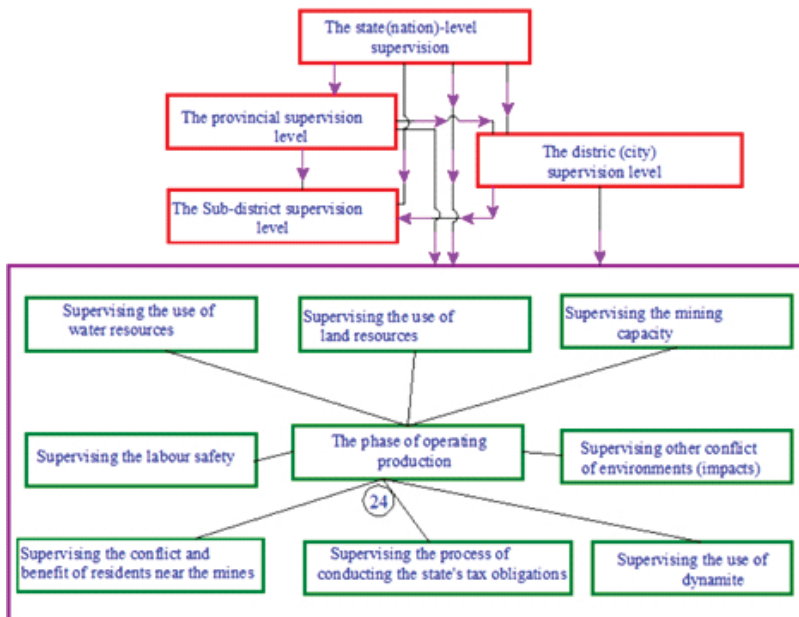 The state(nation)-level
supervision
The provincial supervision
level
The distric (city)
supervision level
The Sub-district supervision
level
Supervising the use of
water resources
Supervising the use of
land resources
Supervising the mining
capacity
Supervising the labour safety
The phase of operating
production
Supervising other conflict
of environments (impacts)
24
Supervising the conflict and
benefit of residents near the mines
Supervising the process of
conducting the state's tax obligations
Supervising the use of
dynamite